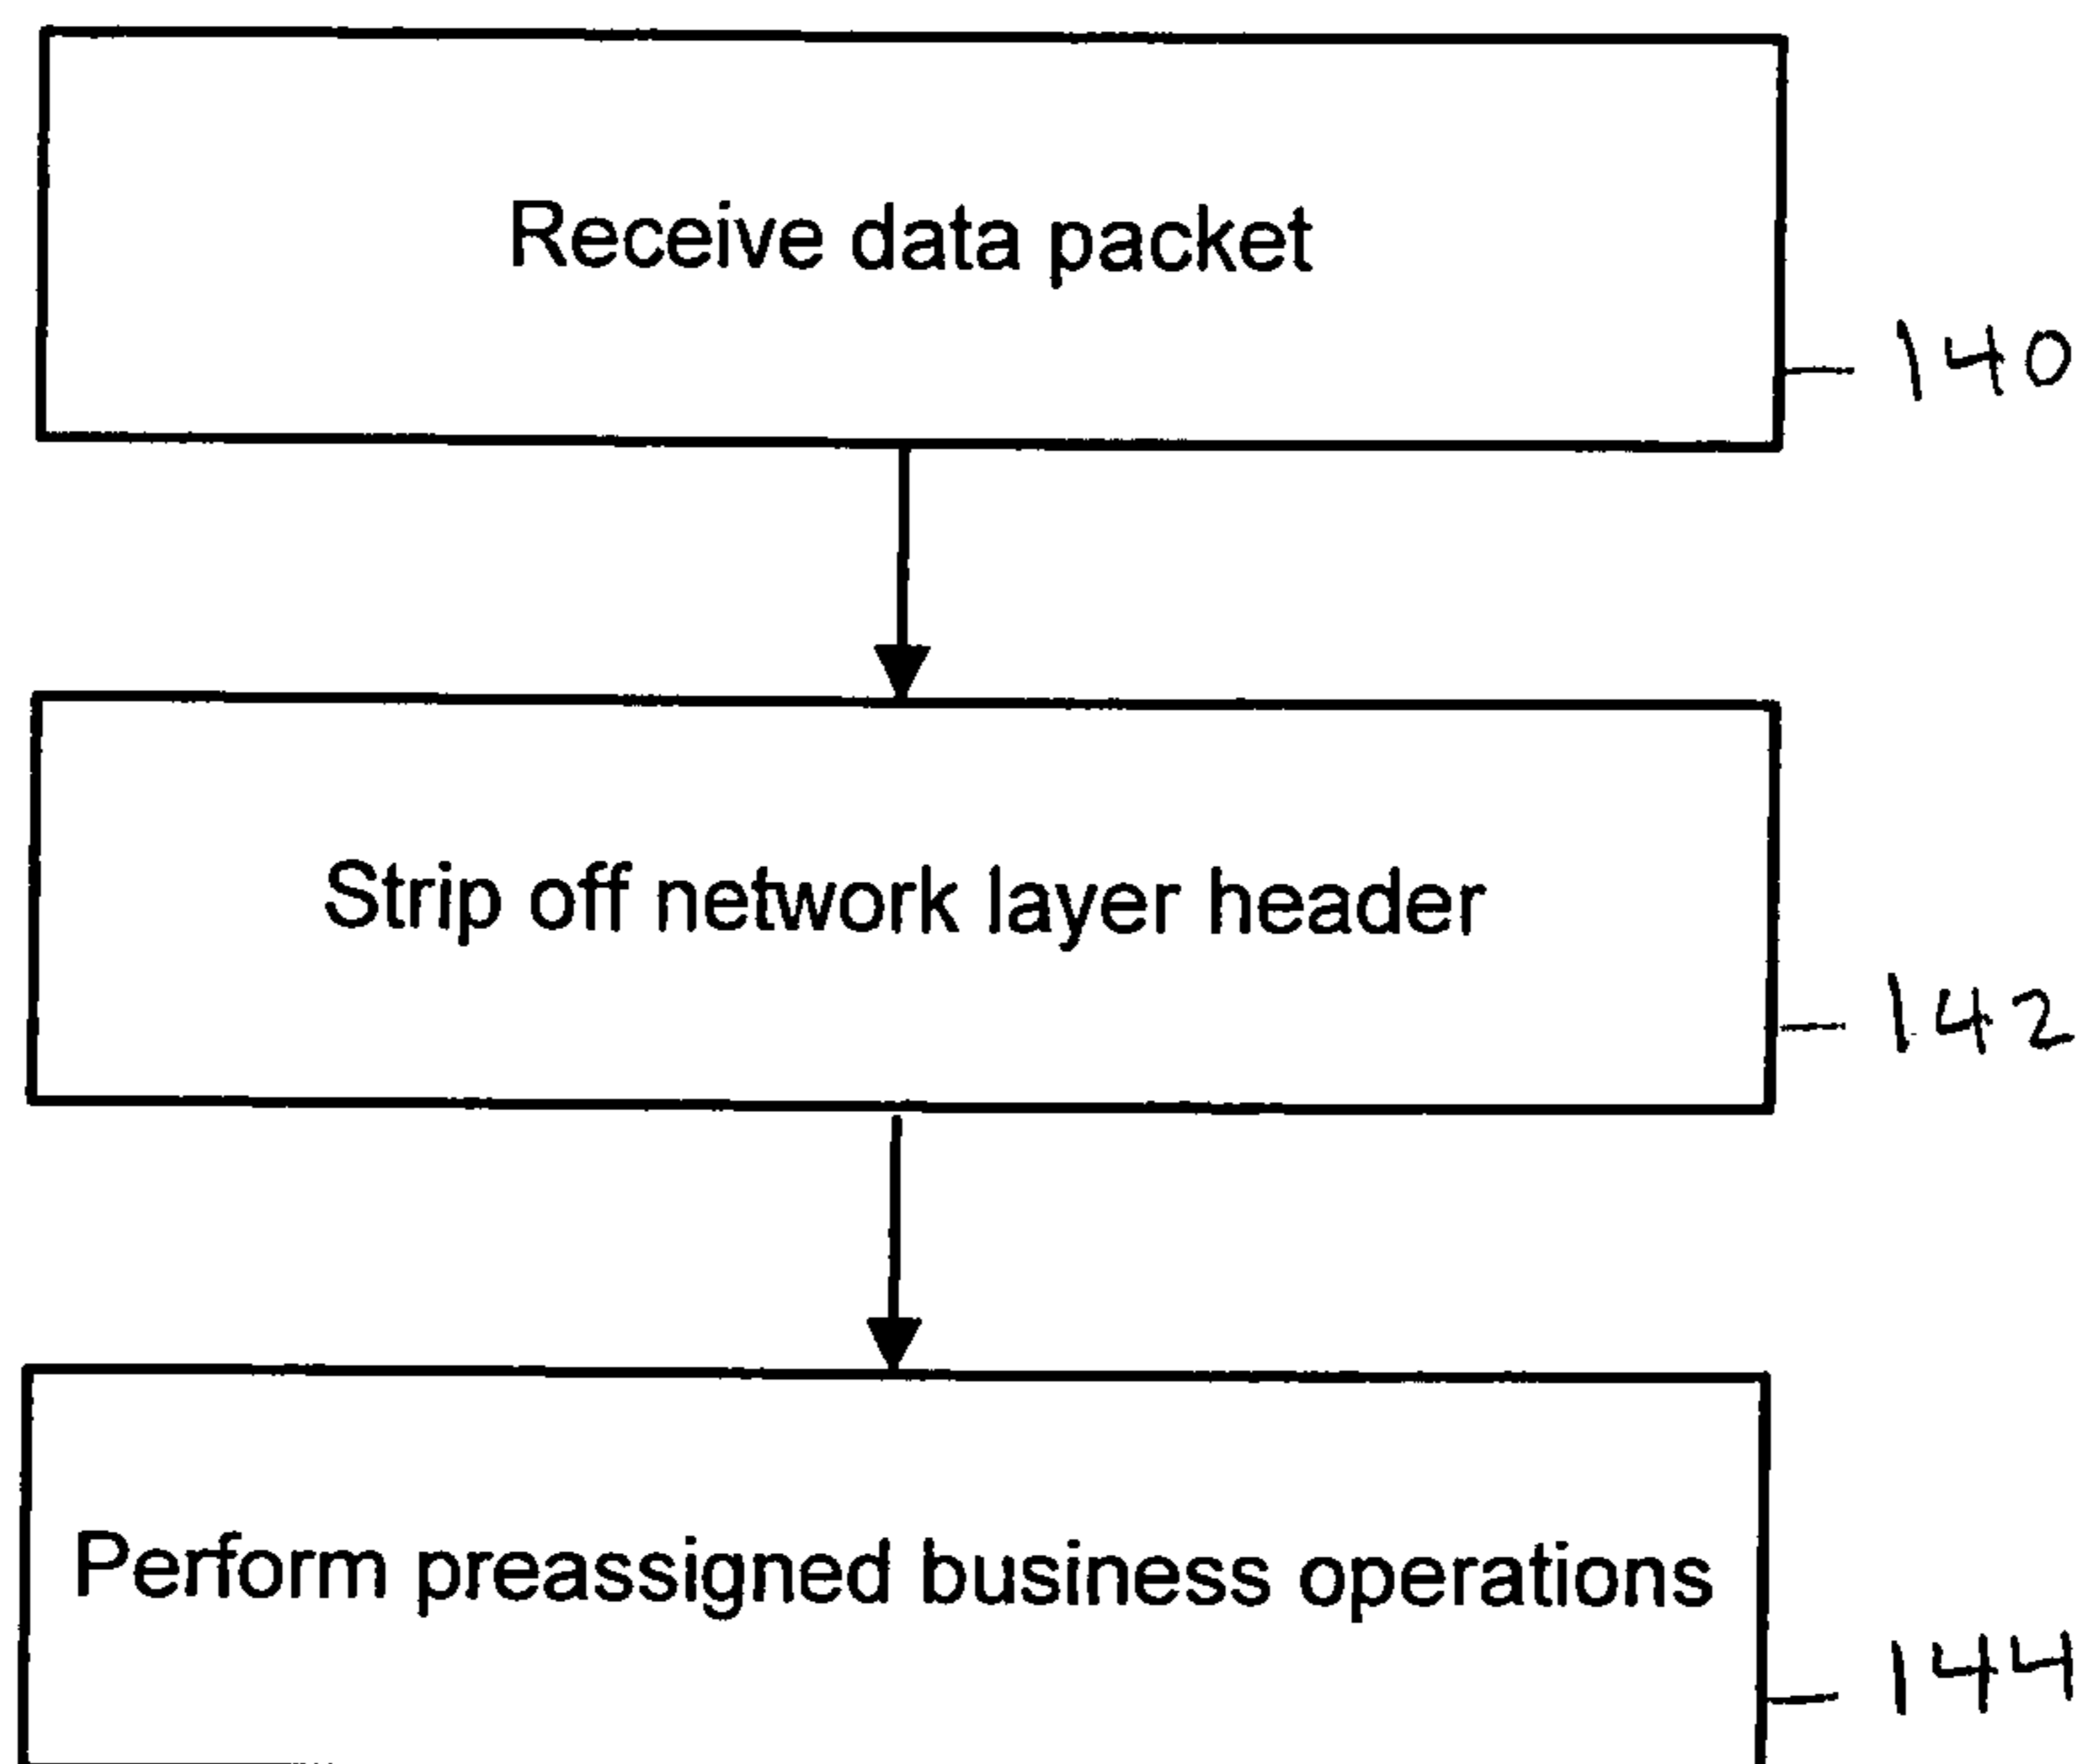 Receive data packet
140
Strip off network layer header
142
Perform preassigned business operations
144